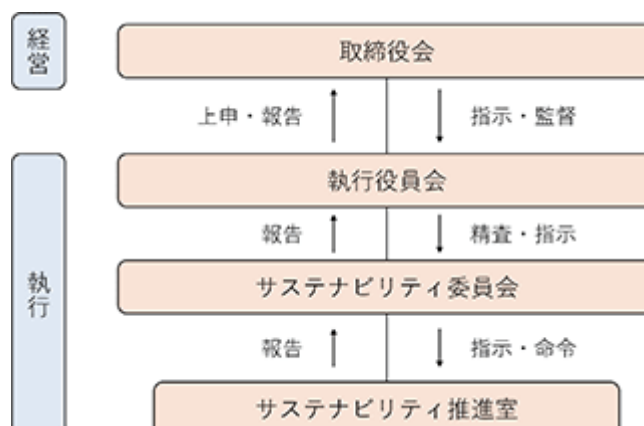 経営
取締役会
上申・報告
指示・監督
執行
執行役員会
報告
精査・指示
サステナビリティ委員会
報告
指示・命令
サステナビリティ推進室